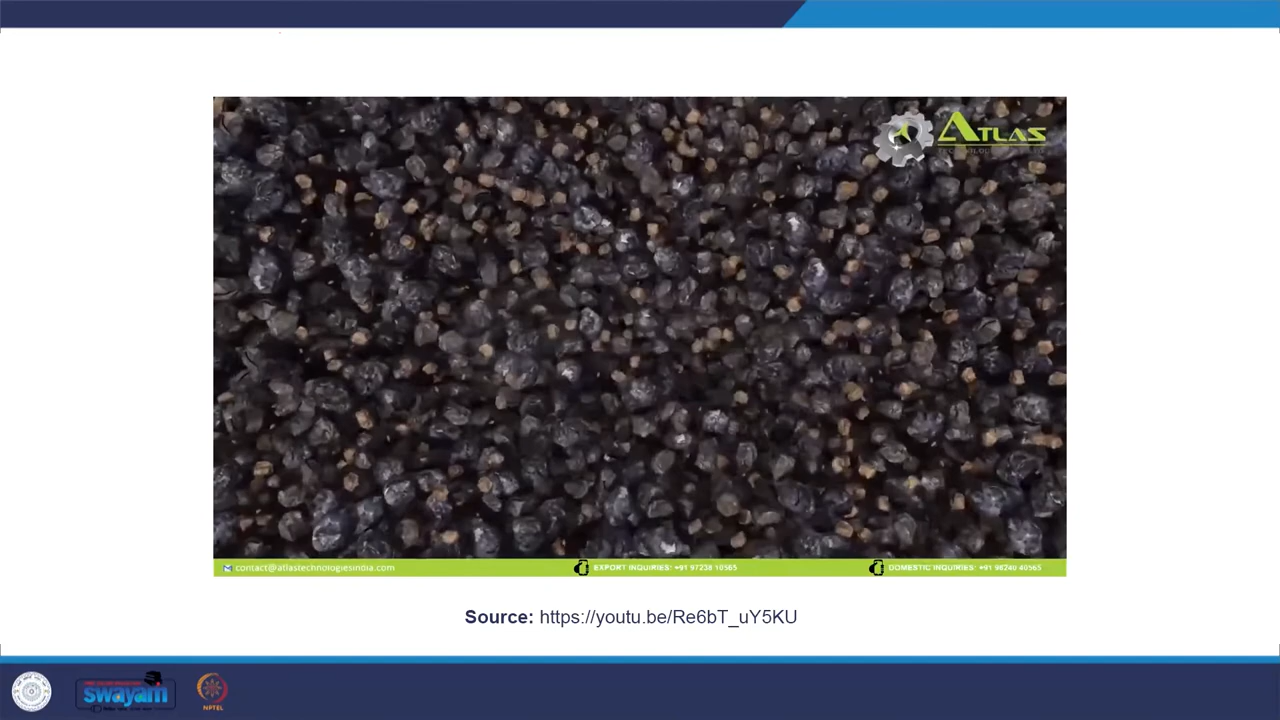 ATLAS
contact@atlastechnologiesindia.com
EXPORT INQUIRIES: +91 97238 10565
DOMESTIC INQUIRIES: +91 98240 40565
Source: https://youtu.be/Re6bT_uY5KU
swayam
NPTEL